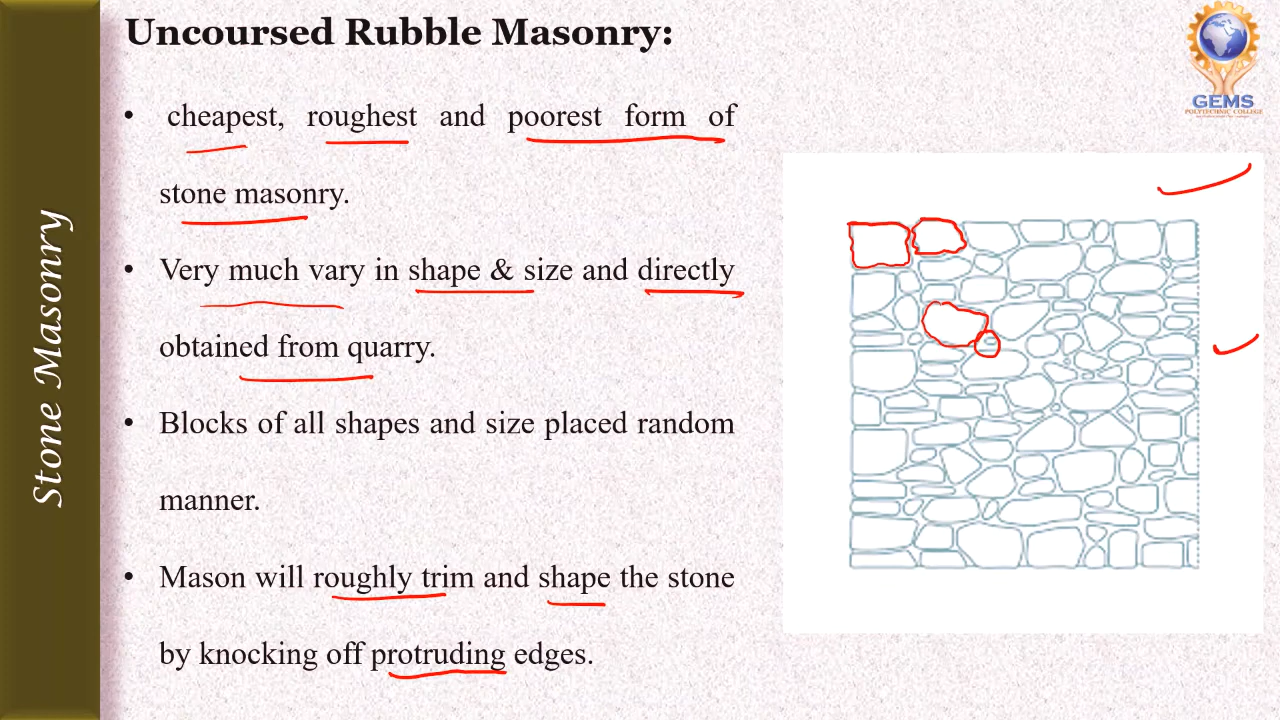 Uncoursed Rubble Masonry:
• cheapest, roughest and poorest form of
stone masonry.
• Very much vary in shape & size and directly
obtained from quarry.
• Blocks of all shapes and size placed random
manner.
• Mason will roughly trim and shape the stone
by knocking off protruding edges.
Stone Masonry
GEMS
POLYTECHNIC COLLEGE